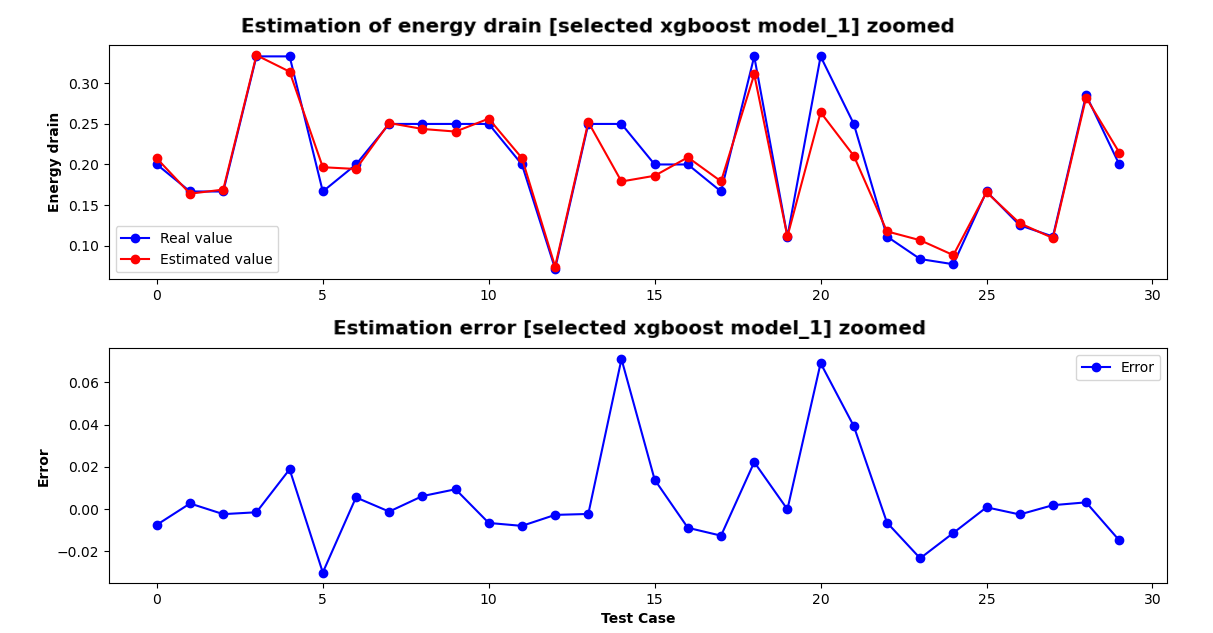 Estimation of energy drain [selected xgboost model_1] zoomed
Energy drain
0.30
0.25
0.20
0.15
0.10
Real value
Estimated value
0 5 10 15 20 25 30
Estimation error [selected xgboost model_1] zoomed
Error
0.06
0.04
0.02
0.00
−0.02
Error
0 5 10 15 20 25 30
Test Case